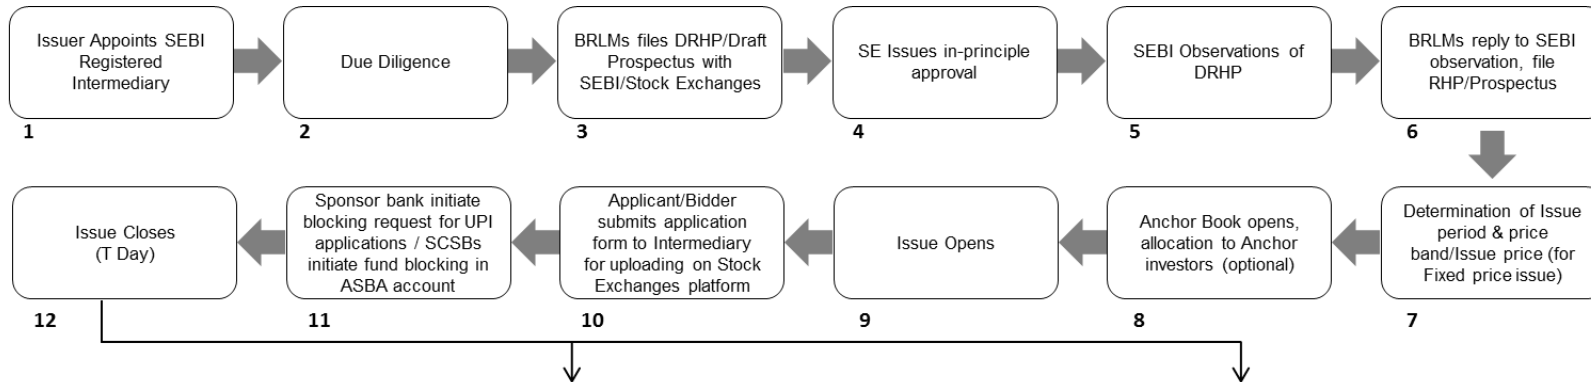 Issuer Appoints SEBI
Registered
Intermediary
1
Due Diligence
2
BRLMs files DRHP/Draft
Prospectus with
SEBI/Stock Exchanges
3
SE Issues in-principle
approval
4
SEBI Observations of
DRHP
5
BRLMs reply to SEBI
observation, file
RHP/Prospectus
6
Determination of Issue
period & price
band/Issue price (for
Fixed price issue)
7
Anchor Book opens,
allocation to Anchor
investors (optional)
8
Issue Opens
9
Applicant/Bidder
submits application
form to Intermediary
for uploading on Stock
Exchanges platform
10
Sponsor bank initiate
blocking request for UPI
applications / SCSBs
initiate fund blocking in
ASBA account
11
Issue Closes
(T Day)
12